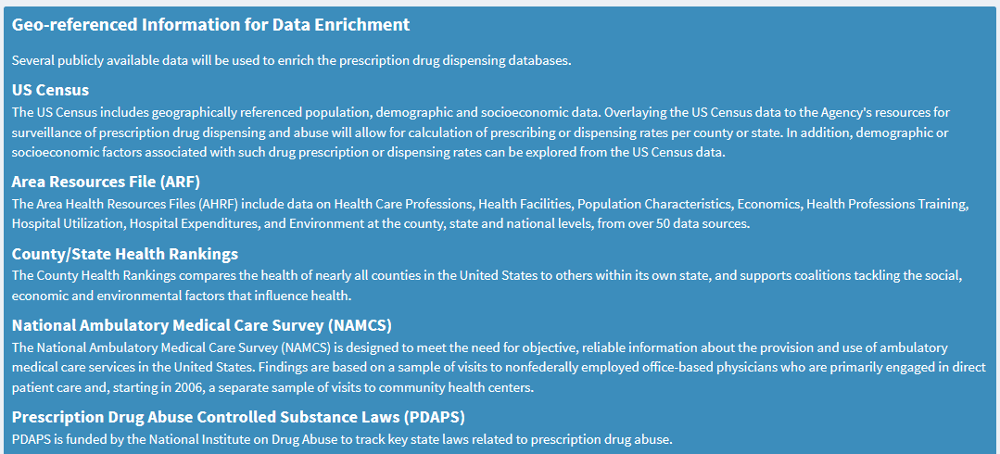 Geo-referenced Information for Data Enrichment
Several publicly available data will be used to enrich the prescription drug dispensing databases.
US Census
The US Census includes geographically referenced population, demographic and socioeconomic data. Overlaying the US Census data to the Agency's resources for
surveillance of prescription drug dispensing and abuse will allow for calculation of prescribing or dispensing rates per county or state. In addition, demographic or
socioeconomic factors associated with such drug prescription or dispensing rates can be explored from the US Census data.
Area Resources File (ARF)
The Area Health Resources Files (AHRF) include data on Health Care Professions, Health Facilities, Population Characteristics, Economics, Health Professions Training,
Hospital Utilization, Hospital Expenditures, and Environment at the county, state and national levels, from over 50 data sources.
County/State Health Rankings
The County Health Rankings compares the health of nearly all counties in the United States to others within its own state, and supports coalitions tackling the social,
economic and environmental factors that influence health.
National Ambulatory Medical Care Survey (NAMCS)
The National Ambulatory Medical Care Survey (NAMCS) is designed to meet the need for objective, reliable information about the provision and use of ambulatory
medical care services in the United States. Findings are based on a sample of visits to nonfederally employed office-based physicians who are primarily engaged in direct
patient care and, starting in 2006, a separate sample of visits to community health centers.
Prescription Drug Abuse Controlled Substance Laws (PDAPS)
PDAPS is funded by the National Institute on Drug Abuse to track key state laws related to prescription drug abuse.